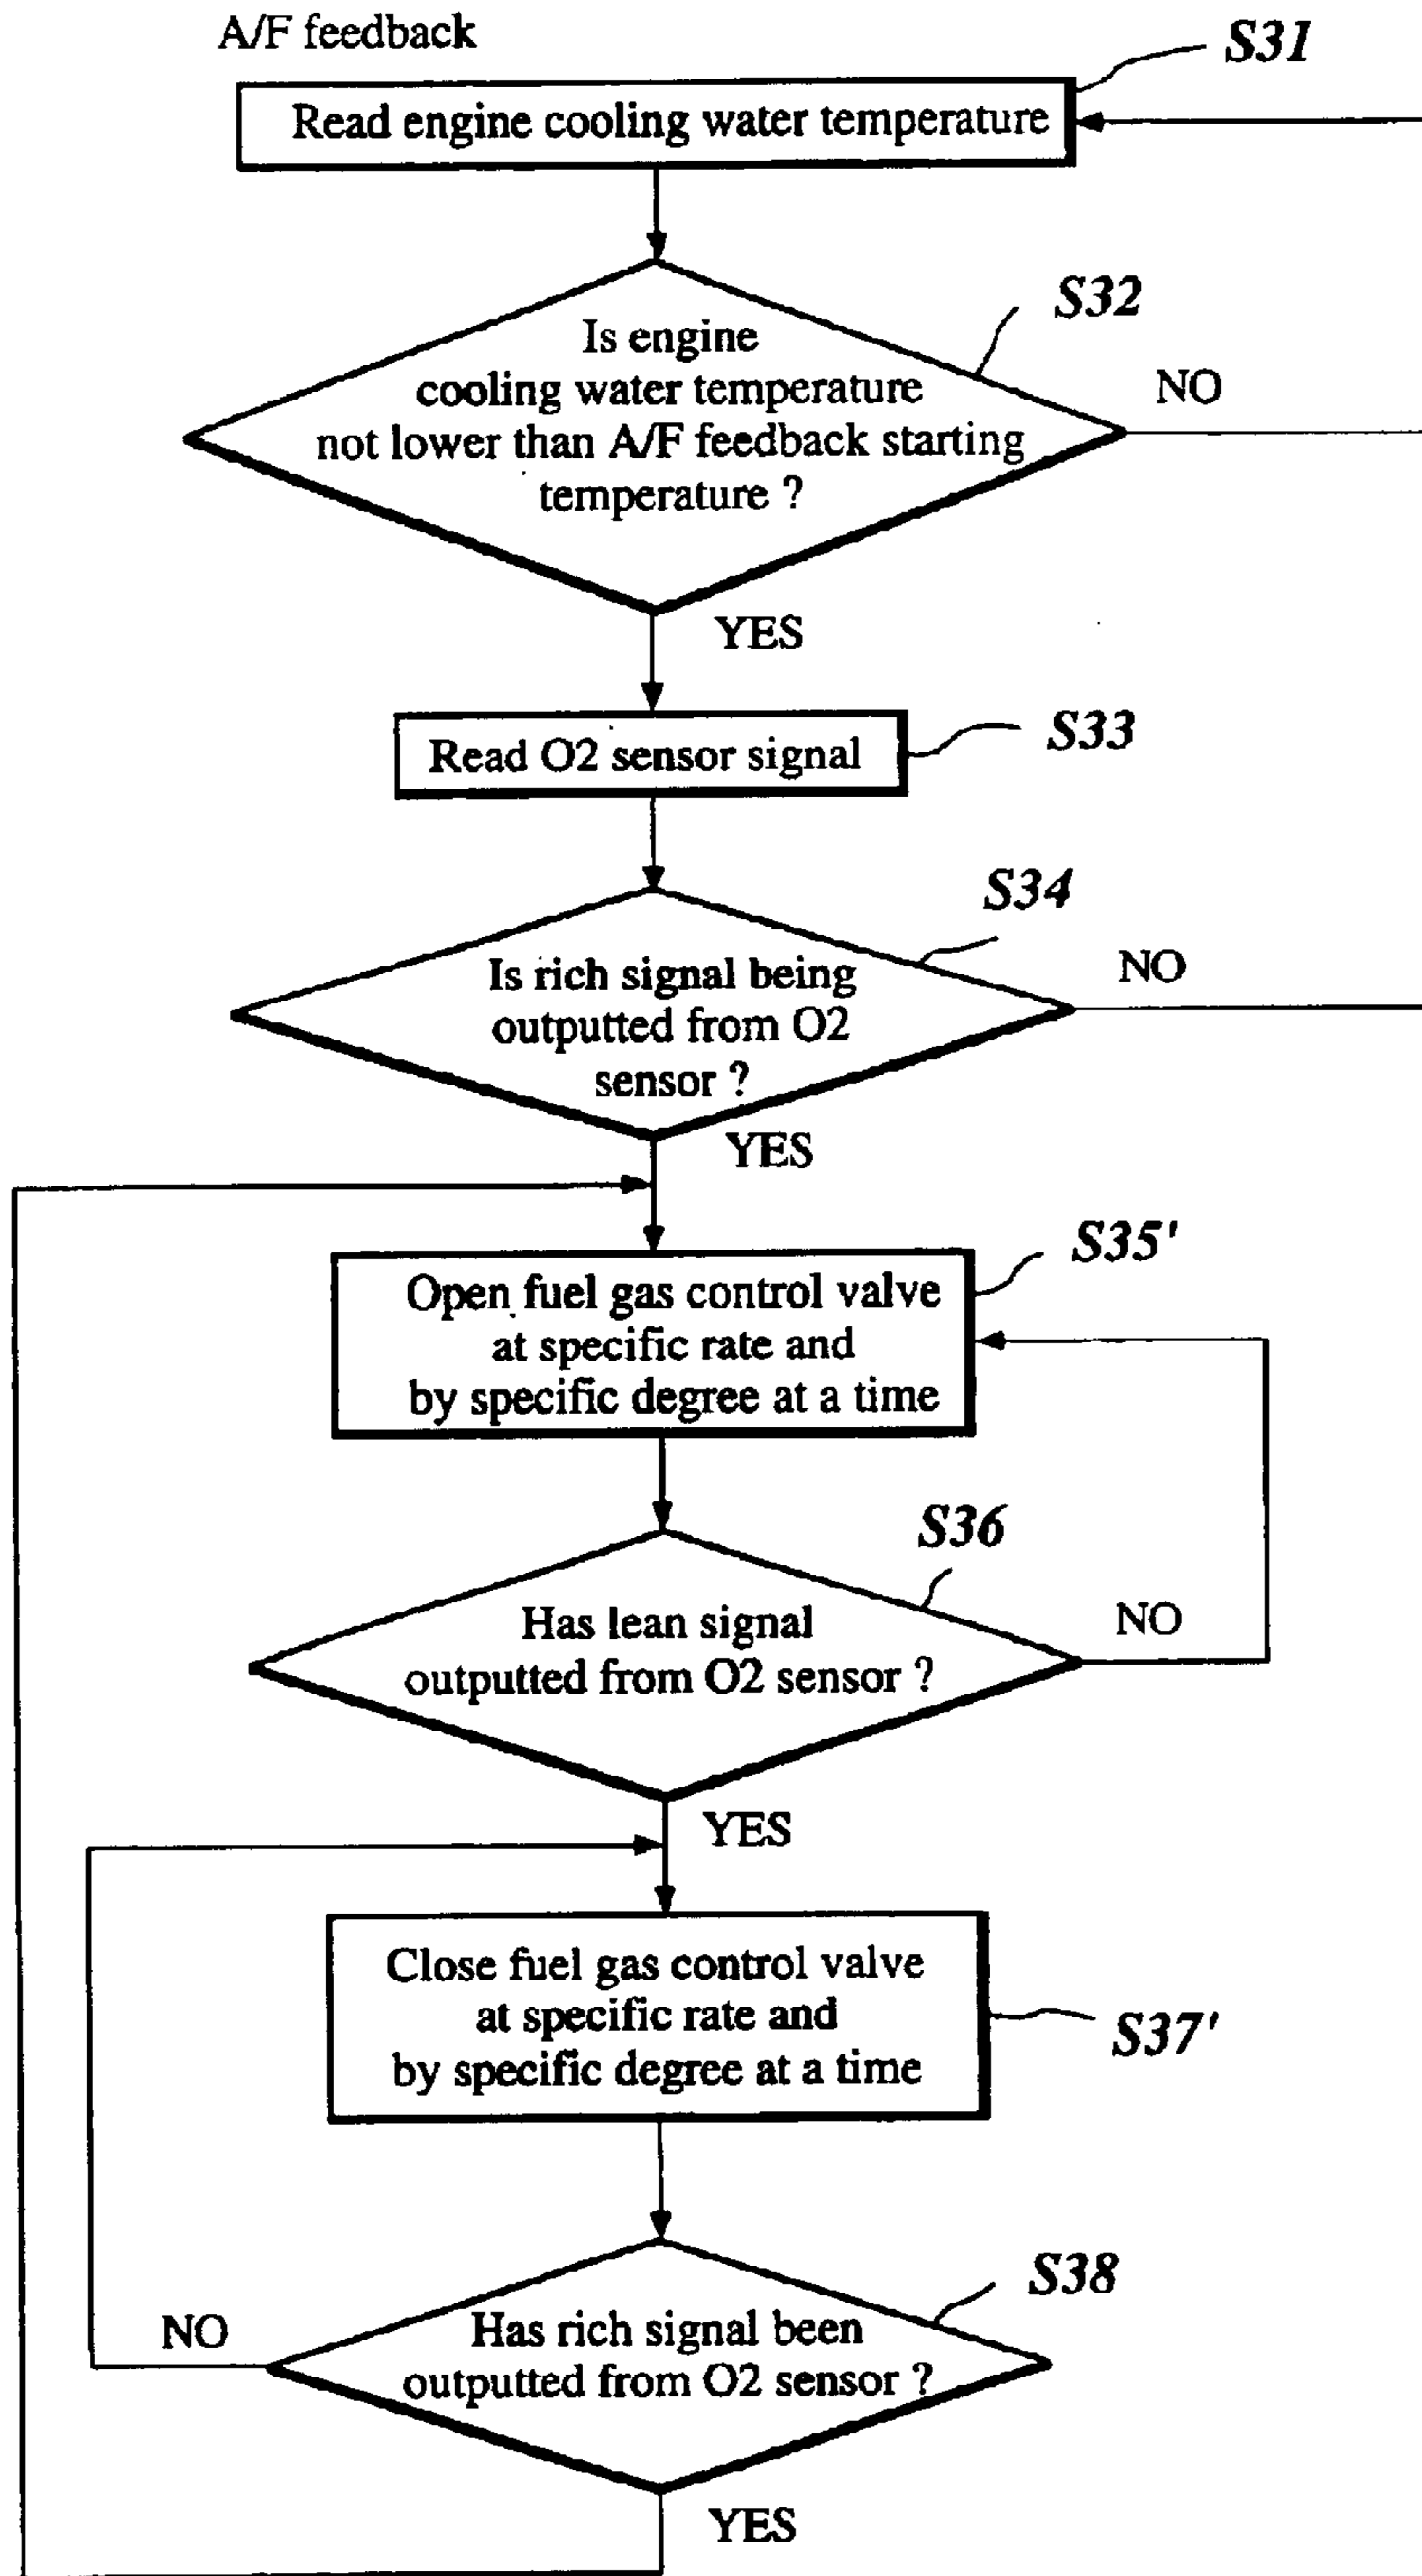 A/F feedback
S31
Read engine cooling water temperature
S32
Is engine
cooling water temperature
not lower than A/F feedback starting
temperature ?
NO
YES
Read O2 sensor signal
S33
S34
Is rich signal being
outputted from O2
sensor ?
NO
YES
S35'
Open fuel gas control valve
at specific rate and
by specific degree at a time
S36
Has lean signal
outputted from O2 sensor ?
NO
YES
Close fuel gas control valve
at specific rate and
by specific degree at a time
S37'
S38
Has rich signal been
outputted from O2 sensor ?
NO
YES